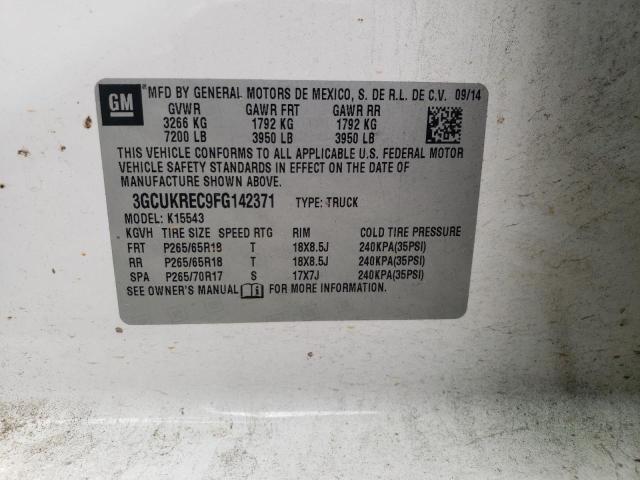 GM ® MFD BY GENERAL MOTORS DE MEXICO, S. DE R.L. DE C.V. 09/14
GVWR GAWR FRT GAWR RR
3266 KG 1792 KG 1792 KG
7200 LB 3950 LB 3950 LB
THIS VEHICLE CONFORMS TO ALL APPLICABLE U.S. FEDERAL MOTOR
VEHICLE SAFETY STANDARDS IN EFFECT ON THE DATE OF
MANUFACTURE SHOWN ABOVE.
3GCUKREC9FG142371 TYPE: TRUCK
MODEL: K15543
KGVH TIRE SIZE SPEED RTG RIM COLD TIRE PRESSURE
FRT P265/65R18 T 18X8.5J 240KPA(35PSI)
RR P265/65R18 T 18X8.5J 240KPA(35PSI)
SPA P265/70R17 S 17X7J 240KPA(35PSI)
SEE OWNER'S MANUAL FOR MORE INFORMATION.